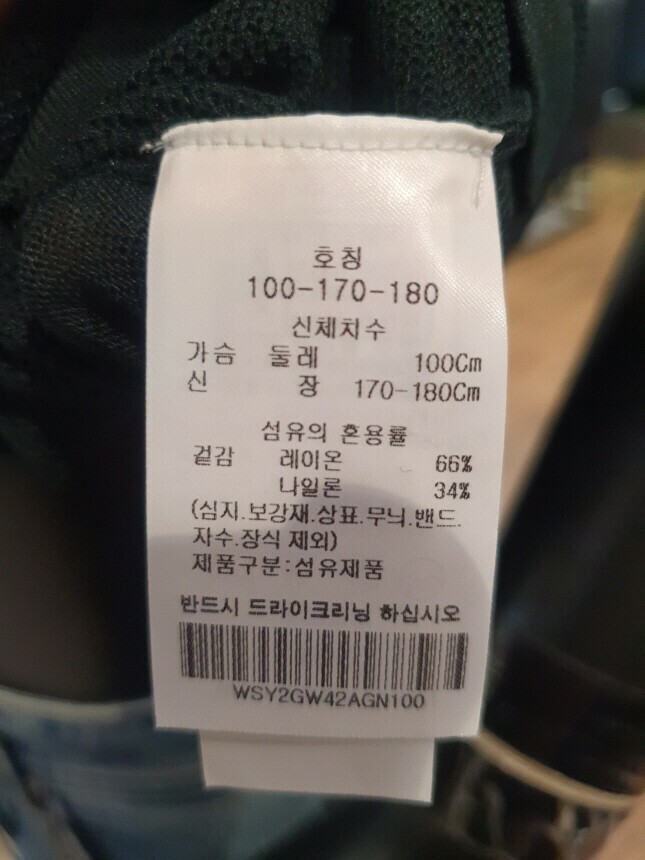 호칭
100-170-180
신체치수
가슴 둘레 100Cm
신 장 170-180Cm
섬유의 혼용률
겉감 레이온 66%
나일론 34%
(심지.보강재.상표.무늬.밴드.
자수.장식 제외)
제품구분:섬유제품
반드시 드라이크리닝 하십시오
WSY2GW42AGN100